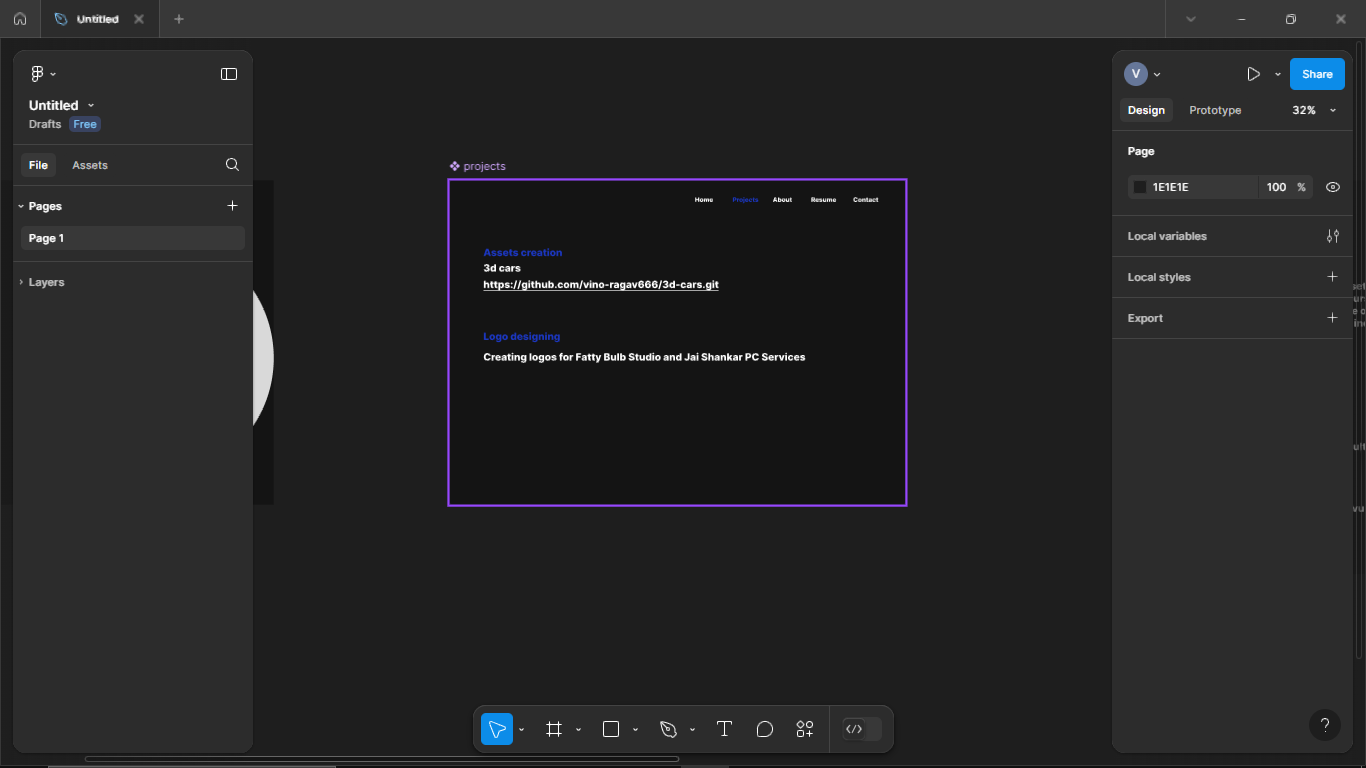 Untitled
Untitled
Drafts Free
File Assets
Pages
Page 1
Layers
projects
Home Projects About Resume Contact
Assets creation
3d cars
https://github.com/vino-ragav666/3d-cars.git
Logo designing
Creating logos for Fatty Bulb Studio and Jai Shankar PC Services
V
Share
Design Prototype 32%
Page
1E1E1E 100 %
Local variables
Local styles
Export
?